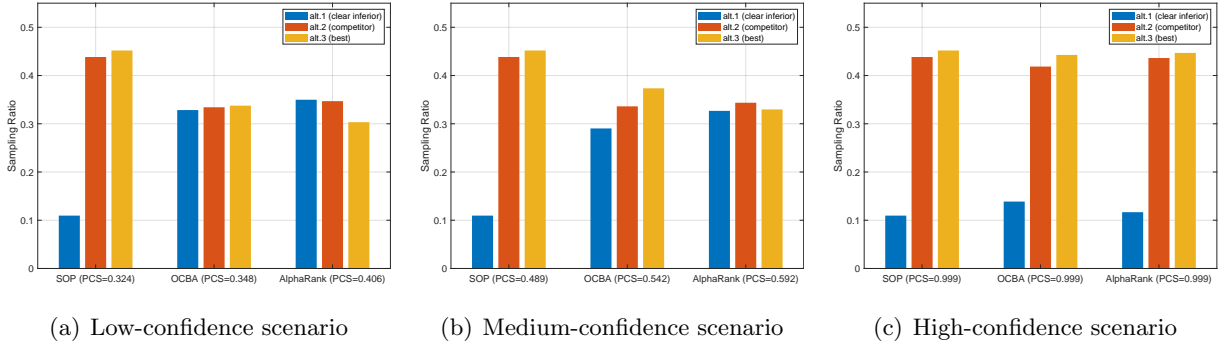 0.5
0.4
0.3
0.2
0.1
0
Sampling Ratio
alt.1 (clear inferior)
alt.2 (competitor)
alt.3 (best)
SOP (PCS=0.324)
OCBA (PCS=0.348)
AlphaRank (PCS=0.406)
(a) Low-confidence scenario
0.5
0.4
0.3
0.2
0.1
0
Sampling Ratio
alt.1 (clear inferior)
alt.2 (competitor)
alt.3 (best)
SOP (PCS=0.489)
OCBA (PCS=0.542)
AlphaRank (PCS=0.592)
(b) Medium-confidence scenario
0.5
0.4
0.3
0.2
0.1
0
Sampling Ratio
alt.1 (clear inferior)
alt.2 (competitor)
alt.3 (best)
SOP (PCS=0.999)
OCBA (PCS=0.999)
AlphaRank (PCS=0.999)
(c) High-confidence scenario